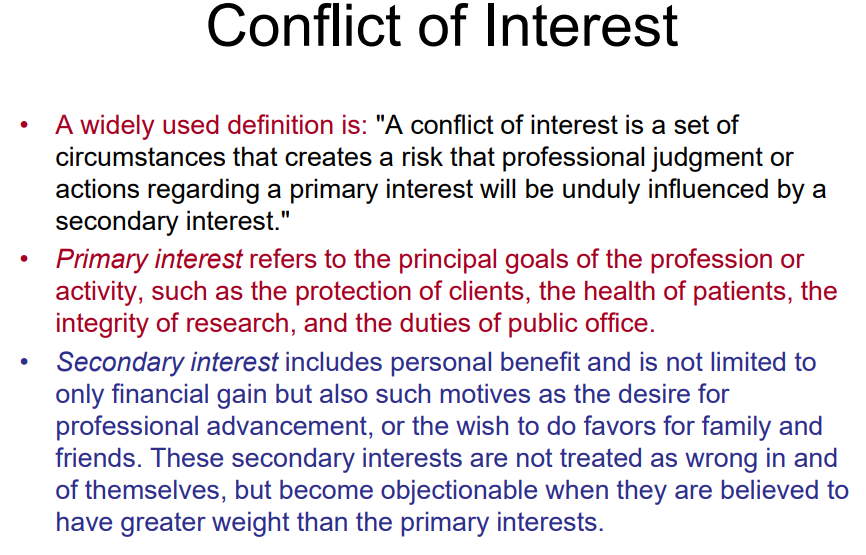 Conflict of Interest
• A widely used definition is: "A conflict of interest is a set of
circumstances that creates a risk that professional judgment or
actions regarding a primary interest will be unduly influenced by a
secondary interest."
• Primary interest refers to the principal goals of the profession or
activity, such as the protection of clients, the health of patients, the
integrity of research, and the duties of public office.
• Secondary interest includes personal benefit and is not limited to
only financial gain but also such motives as the desire for
professional advancement, or the wish to do favors for family and
friends. These secondary interests are not treated as wrong in and
of themselves, but become objectionable when they are believed to
have greater weight than the primary interests.